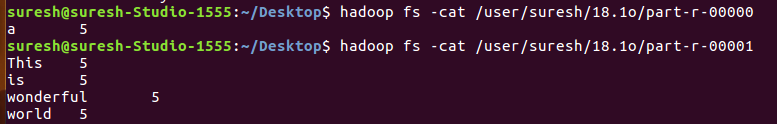 suresh@suresh-Studio-1555:~/Desktop$ hadoop fs -cat /user/suresh/18.1o/part-r-00000
a	5
suresh@suresh-Studio-1555:~/Desktop$ hadoop fs -cat /user/suresh/18.1o/part-r-00001
This	5
is	5
wonderful	5
world	5